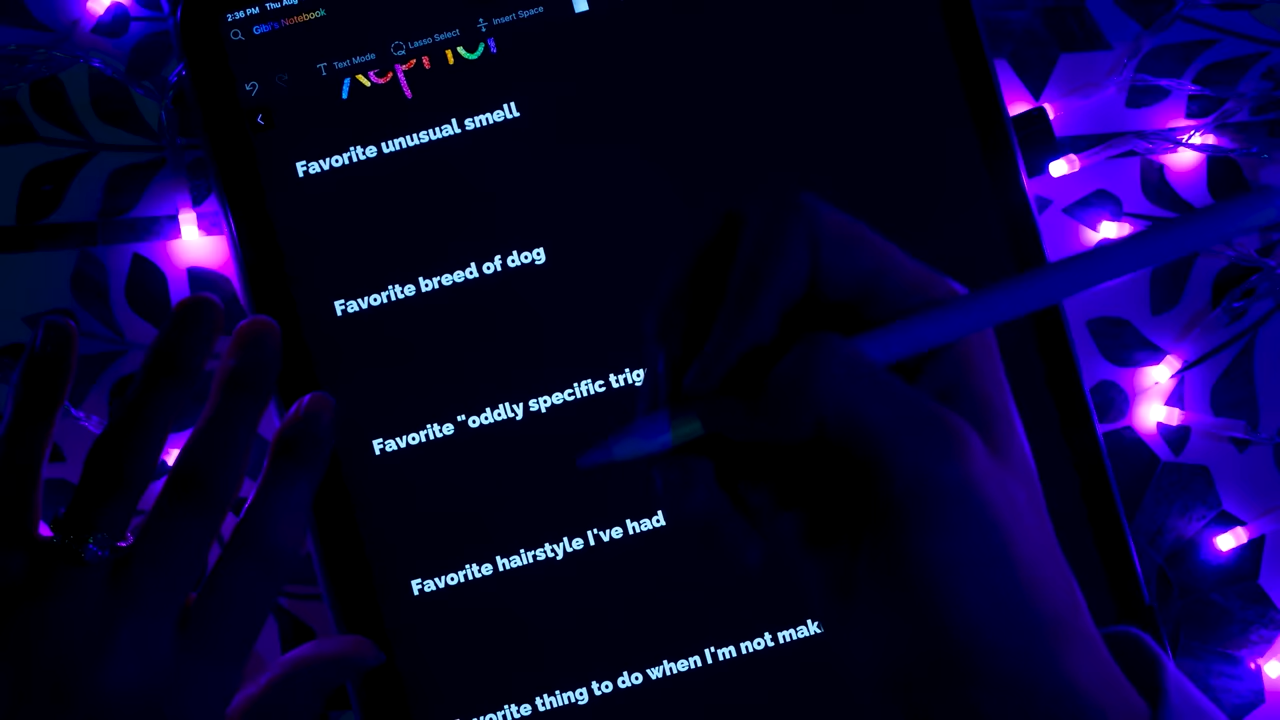 2:36 PM Thu Aug
Gibi's Notebook
Text Mode
Lasso Select
Insert Space
Favorite unusual smell
Favorite breed of dog
Favorite "oddly specific trig
Favorite hairstyle I've had
vorite thing to do when I'm not mak